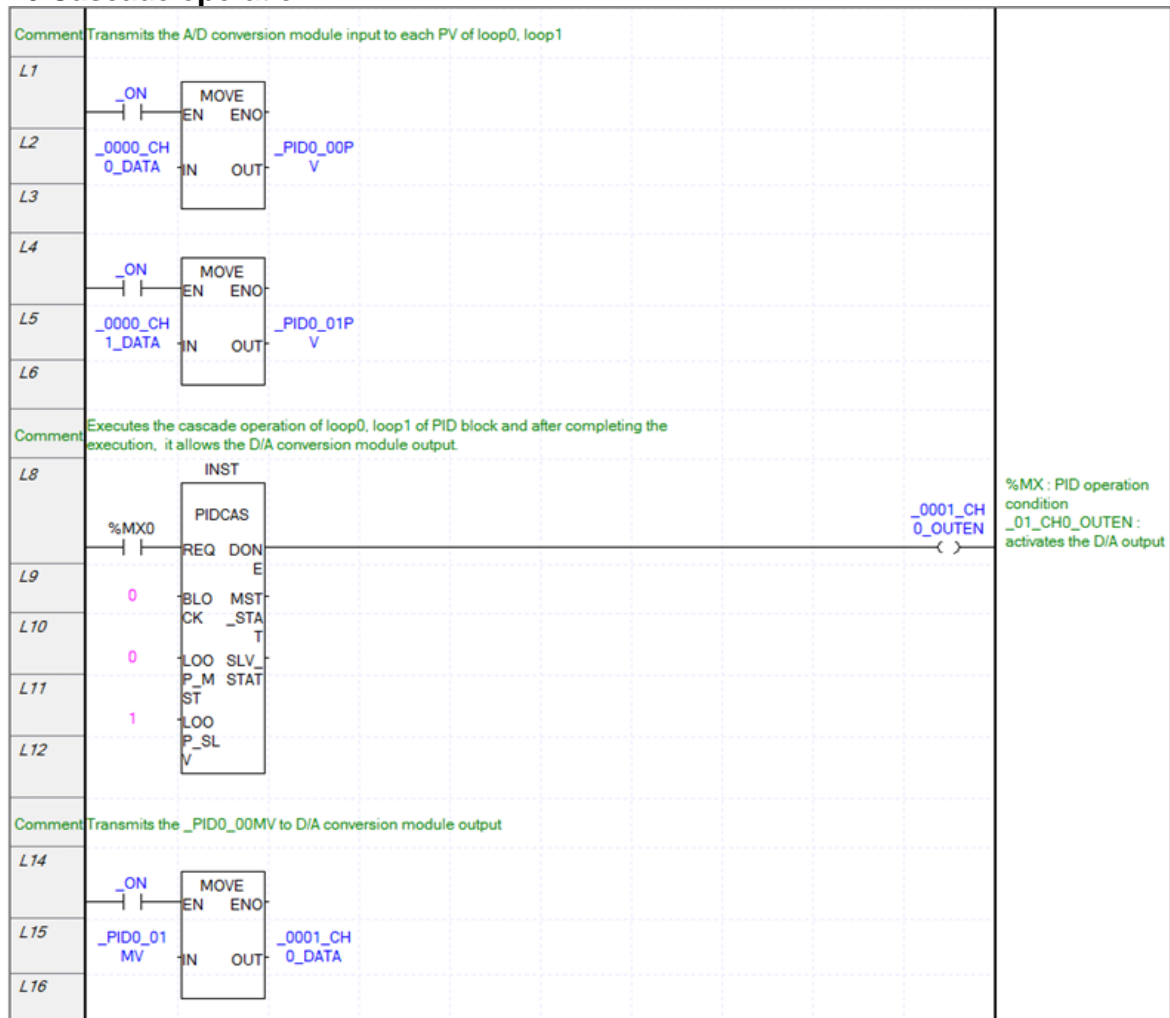 Comment Transmits the A/D conversion module input to each PV of loop0, loop1
L1
_ON
MOVE
EN ENO
L2
_0000_CH
0_DATA
IN OUT
_PID0_00P
V
L3
L4
_ON
MOVE
EN ENO
L5
_0000_CH
1_DATA
IN OUT
_PID0_01P
V
L6
Comment Executes the cascade operation of loop0, loop1 of PID block and after completing the
execution, it allows the D/A conversion module output.
L8
INST
PIDCAS
%MX0
REQ DON
E
_0001_CH
0_OUTEN
( )
%MX : PID operation
condition
_01_CH0_OUTEN :
activates the D/A output
L9
0
BLO MST
CK _STA
T
L10
0
LOO SLV_
P_M STAT
ST
L11
1
LOO
P_SL
V
L12
Comment Transmits the _PID0_00MV to D/A conversion module output
L14
_ON
MOVE
EN ENO
L15
_PID0_01
MV
IN OUT
_0001_CH
0_DATA
L16